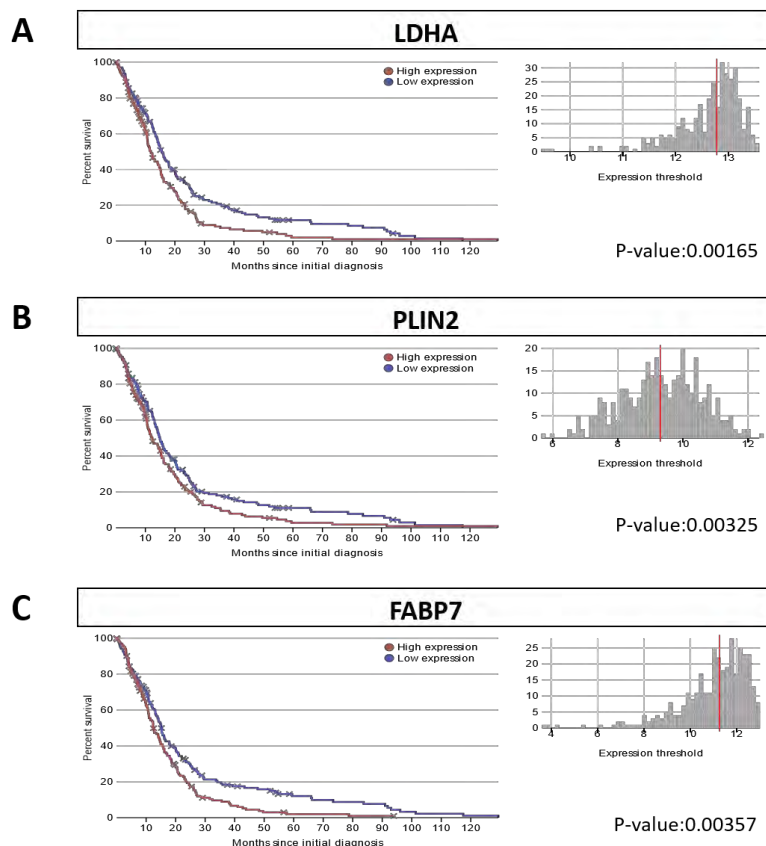 A
LDHA
High expression
Low expression
Percent survival
100
80
60
40
20
0
10 20 30 40 50 60 70 80 90 100 110 120
Months since initial diagnosis
30
25
20
15
10
5
0
10 11 12 13
Expression threshold
P-value:0.00165
B
PLIN2
High expression
Low expression
Percent survival
100
80
60
40
20
0
10 20 30 40 50 60 70 80 90 100 110 120
Months since initial diagnosis
20
15
10
5
0
6 8 10 12
Expression threshold
P-value:0.00325
C
FABP7
High expression
Low expression
Percent survival
100
80
60
40
20
0
10 20 30 40 50 60 70 80 90 100 110 120
Months since initial diagnosis
25
20
15
10
5
0
4 6 8 10 12
Expression threshold
P-value:0.00357